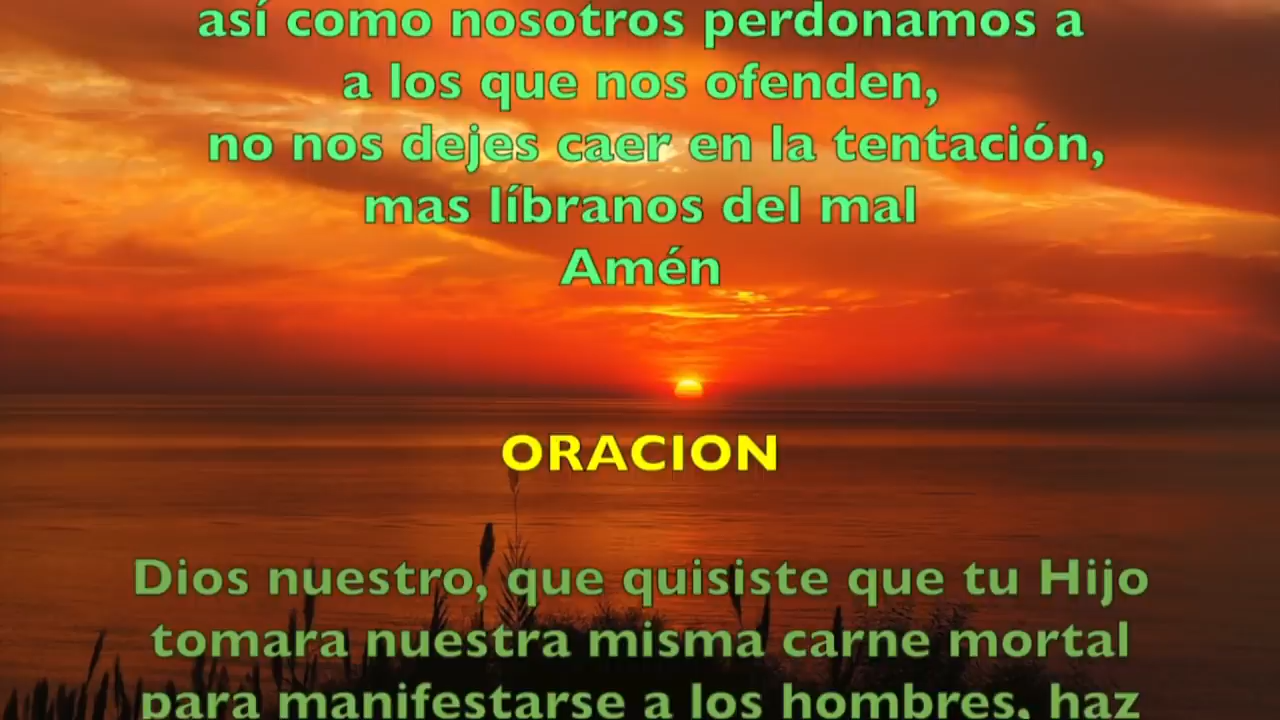 así como nosotros perdonamos a
a los que nos ofenden,
no nos dejes caer en la tentación,
mas líbranos del mal
Amén
ORACION
Dios nuestro, que quisiste que tu Hijo
tomara nuestra misma carne mortal
para manifestarse a los hombres, haz